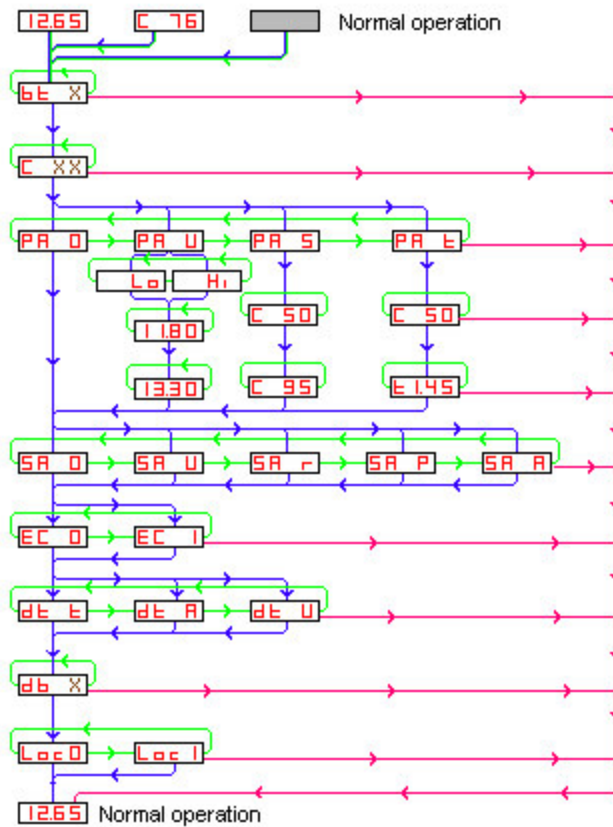 12.65 C 76 Normal operation
bt X
C XX
PA 0 PA U PA S PA t
Lo Hi
C 50 C 50
11.80
13.30 C 95 t1.45
SA 0 SA U SA r SA P SA A
EC 0 EC 1
dt t dt A dt U
db X
Loc0 Loc1
12.65 Normal operation